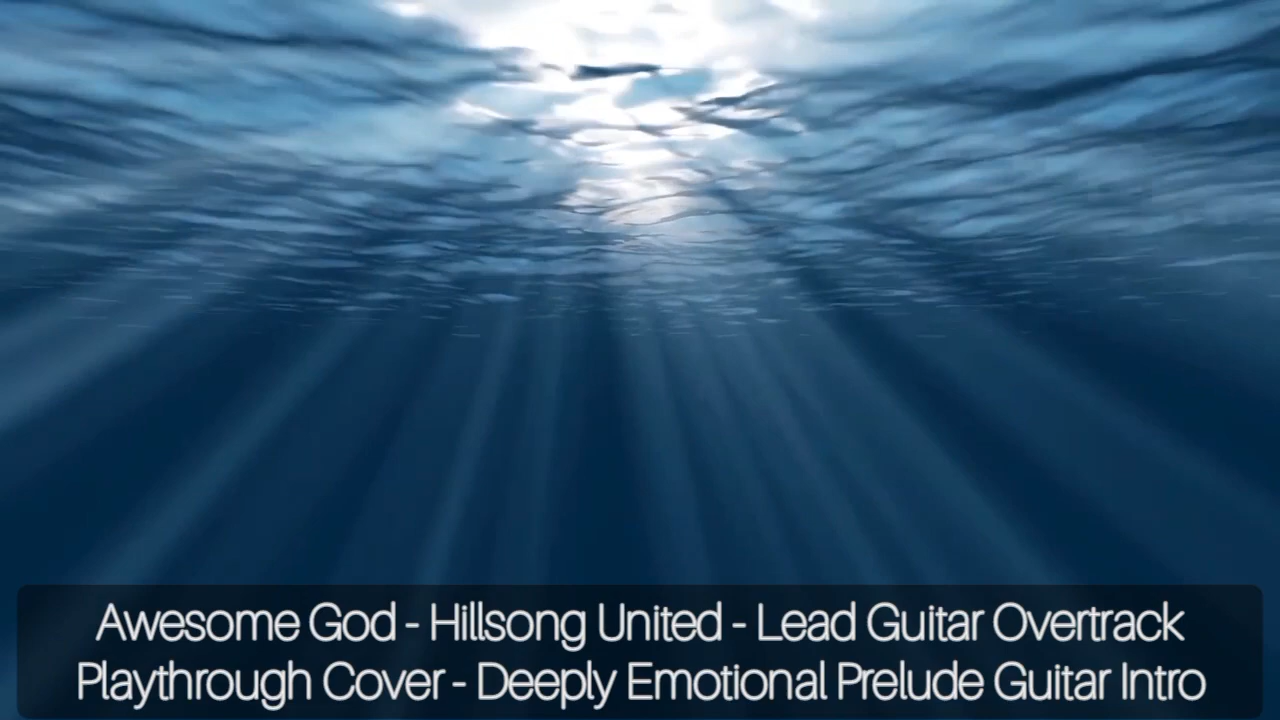 Awesome God - Hillsong United - Lead Guitar Overtrack
Playthrough Cover - Deeply Emotional Prelude Guitar Intro